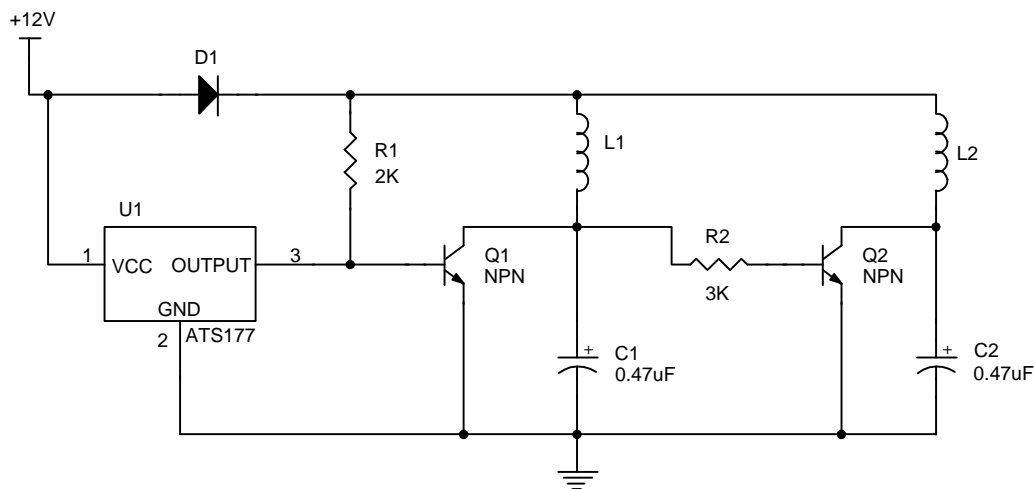 +12V
D1
R1
2K
L1
L2
U1
1
VCC
OUTPUT
3
GND
2
ATS177
Q1
NPN
R2
3K
Q2
NPN
+
C1
0.47uF
+
C2
0.47uF